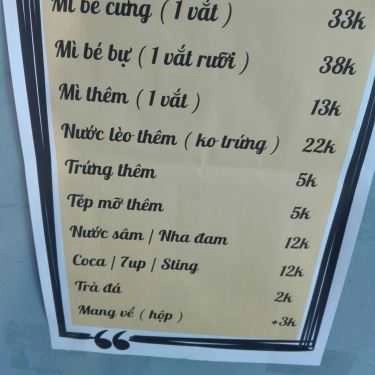 Mì bé cưng ( 1 vắt ) 33k
Mì bé bự ( 1 vắt rưỡi ) 38k
Mì thêm ( 1 vắt ) 13k
Nước lèo thêm ( ko trứng ) 22k
Trứng thêm 5k
Tép mỡ thêm 5k
Nước sâm / Nha đam 12k
Coca / 7up / Sting 12k
Trà đá 2k
Mang về ( hộp ) +3k